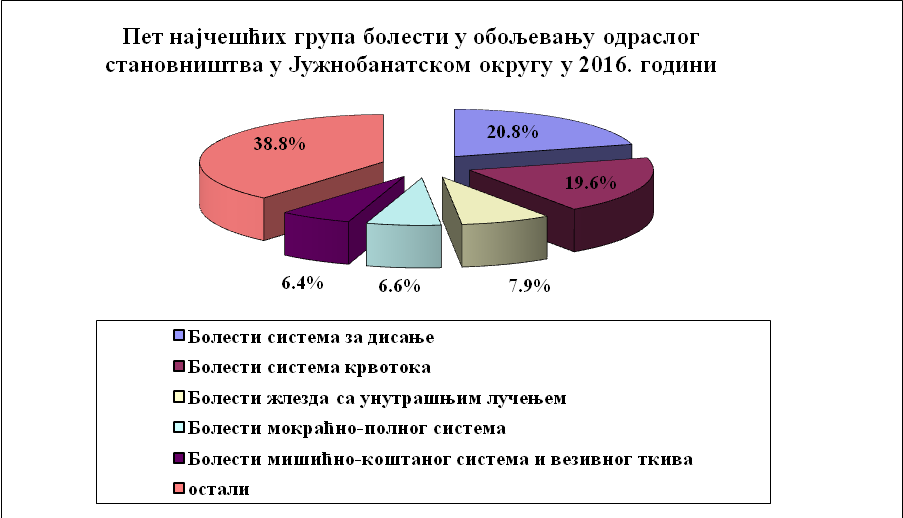 Пет најчешћих група болести у обољевању одраслог
становништва у Јужнобанатском округу у 2016. години
20.8%
38.8%
19.6%
6.4%
6.6%
7.9%
Болести система за дисање
Болести система крвотока
Болести жлезда са унутрашњим лучењем
Болести мокраћно-полног система
Болести мишићно-коштаног система и везивног ткива
остали